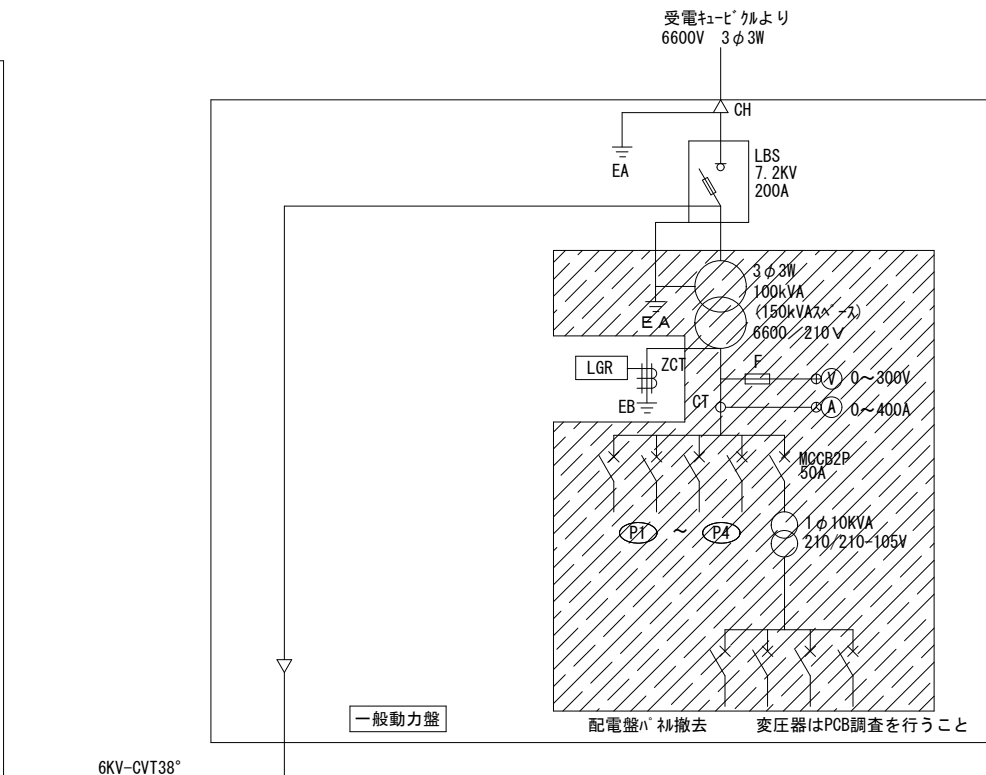 受電ｷｭｰﾋﾞｸﾙより
6600V 3φ3W
CH
EA
LBS
7.2KV
200A
3φ3W
100kVA
(150kVAｽﾍﾟｰｽ)
6600/210V
EA
LGR
ZCT
F
V 0～300V
EB
CT
A 0～400A
MCCB2P
50A
P1 ～ P4
1φ10KVA
210/210-105V
一般動力盤
配電盤ﾊﾟﾈﾙ撤去
変圧器はPCB調査を行うこと
6KV-CVT38°